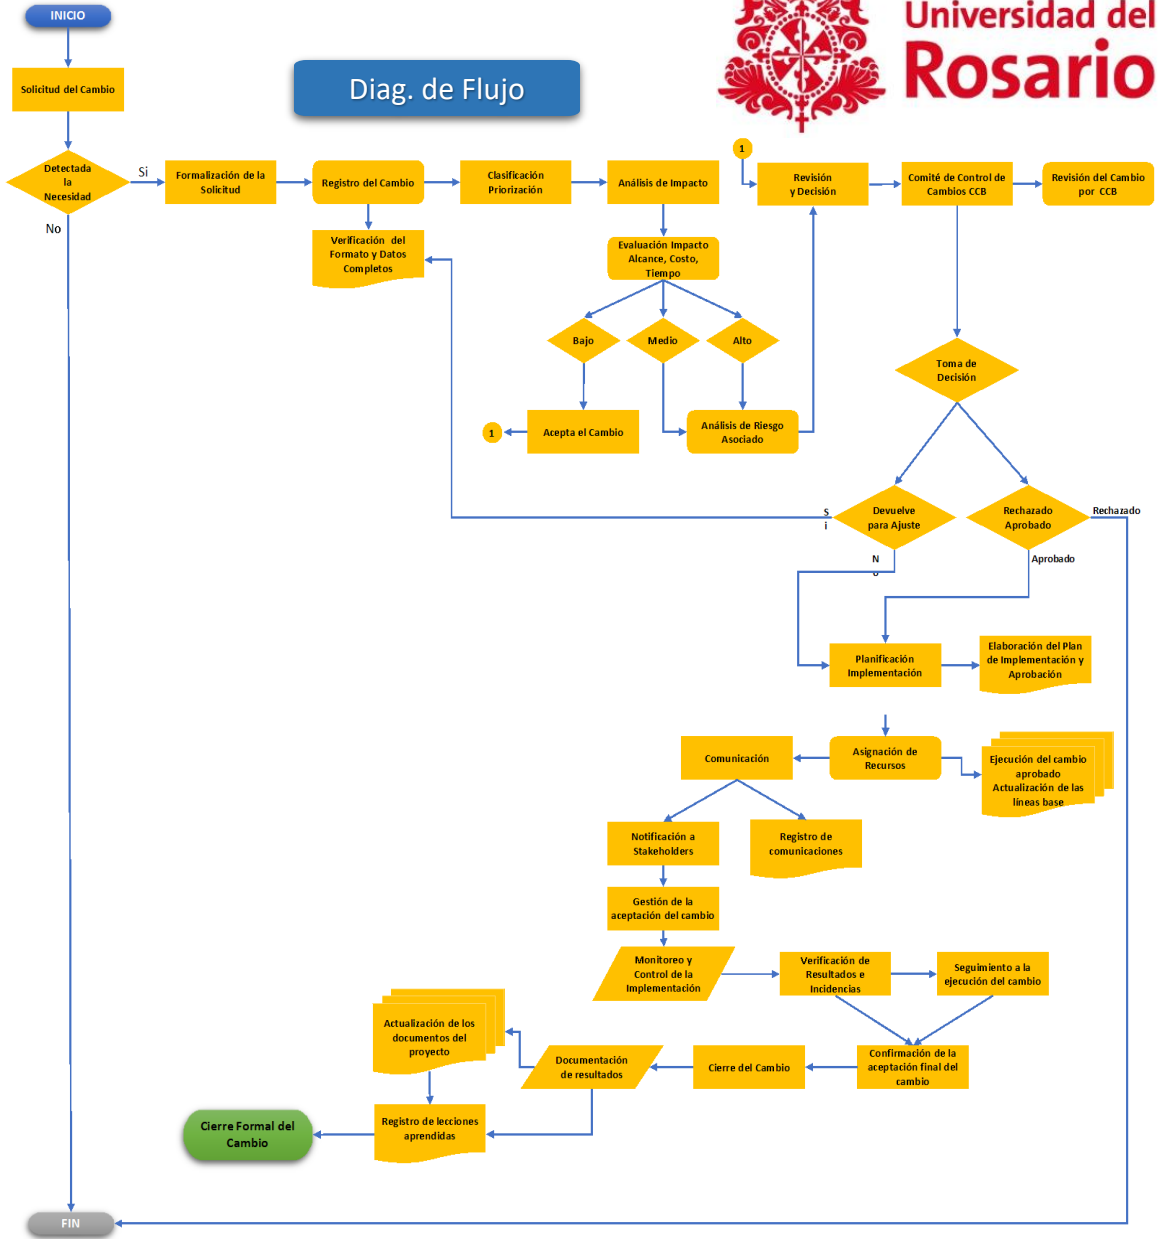 INICIO
Universidad del
Rosario
Solicitud del Cambio
Diag. de Flujo
Detectada
la
Necesidad
Si
No
Formalización de la
Solicitud
Registro del Cambio
Clasificación
Priorización
Análisis de Impacto
1
Revisión
y Decisión
Comité de Control de
Cambios CCB
Revisión del Cambio
por CCB
Verificación del
Formato y Datos
Completos
Evaluación Impacto
Alcance, Costo,
Tiempo
Bajo
Medio
Alto
Toma de
Decisión
1
Acepta el Cambio
Análisis de Riesgo
Asociado
S
i
Devuelve
para Ajuste
Rechazado
Aprobado
Rechazado
N
o
Aprobado
Planificación
Implementación
Elaboración del Plan
de Implementación y
Aprobación
Comunicación
Asignación de
Recursos
Ejecución del cambio
aprobado
Actualización de las
líneas base
Notificación a
Stakeholders
Registro de
comunicaciones
Gestión de la
aceptación del cambio
Monitoreo y
Control de la
Implementación
Verificación de
Resultados e
Incidencias
Seguimiento a la
ejecución del cambio
Actualización de los
documentos del
proyecto
Documentación
de resultados
Cierre del Cambio
Confirmación de la
aceptación final del
cambio
Cierre Formal del
Cambio
Registro de lecciones
aprendidas
FIN